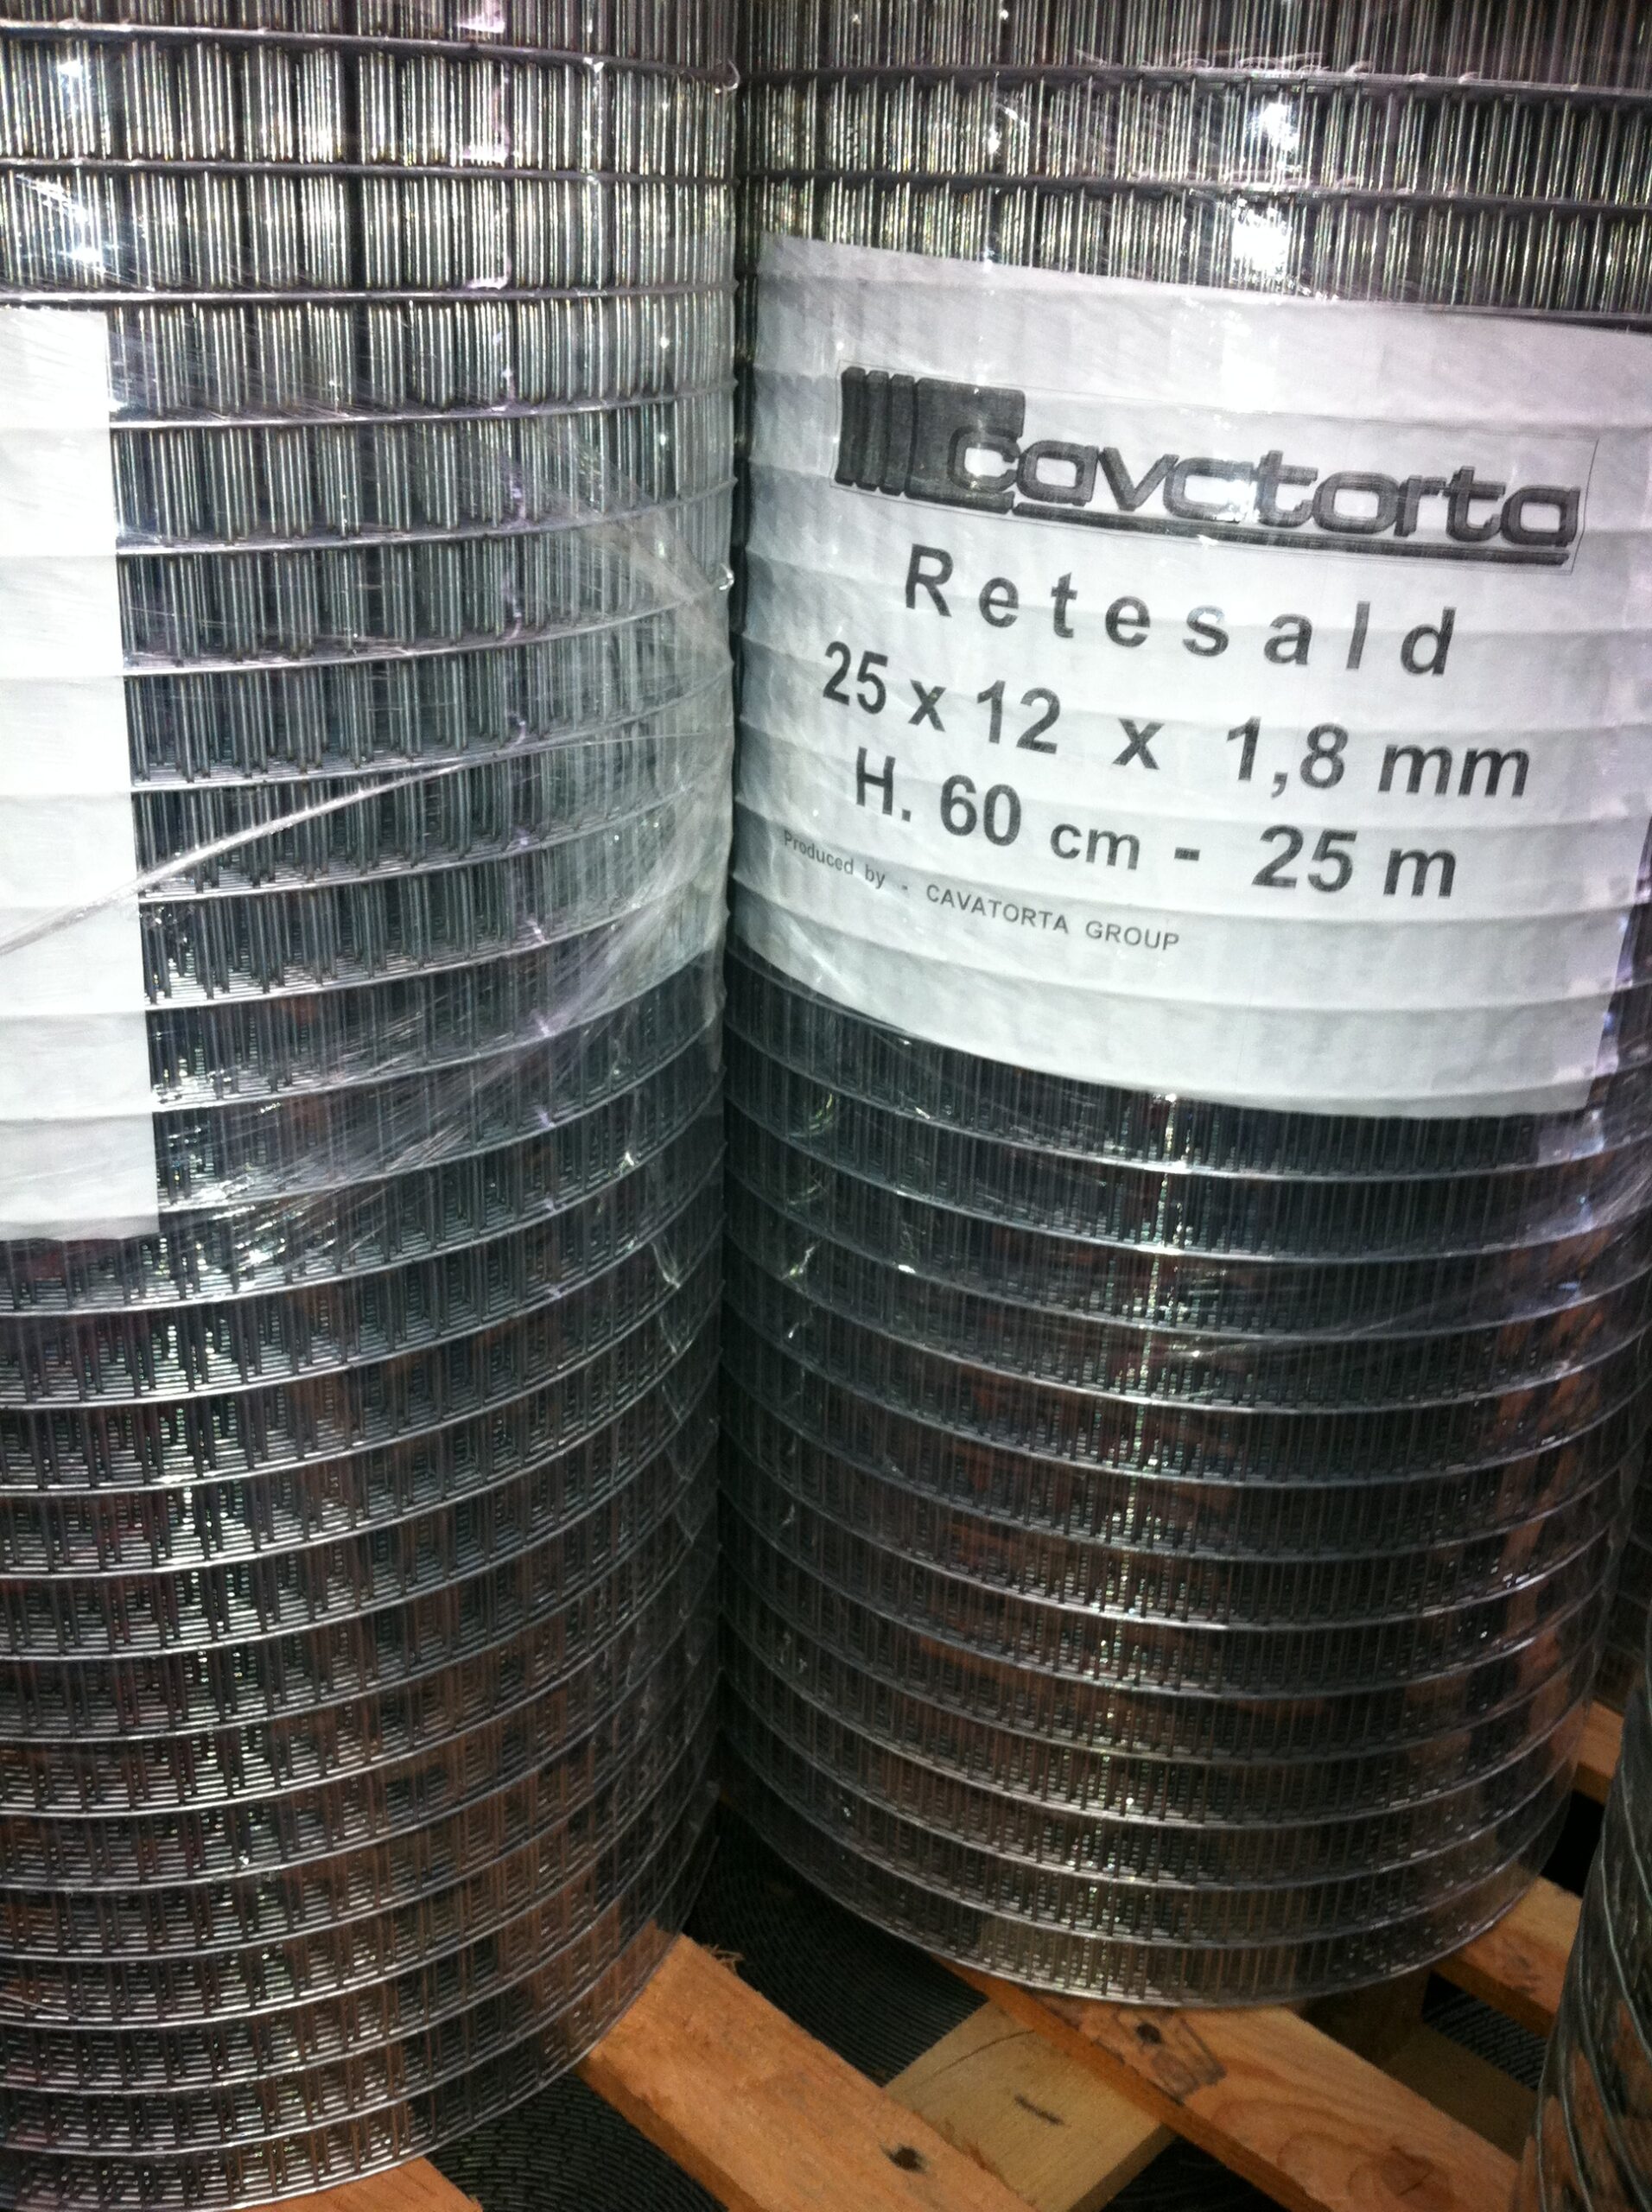 cavatorta
Retesald
25 x 12 x 1,8 mm
H. 60 cm - 25 m
Produced by - CAVATORTA GROUP